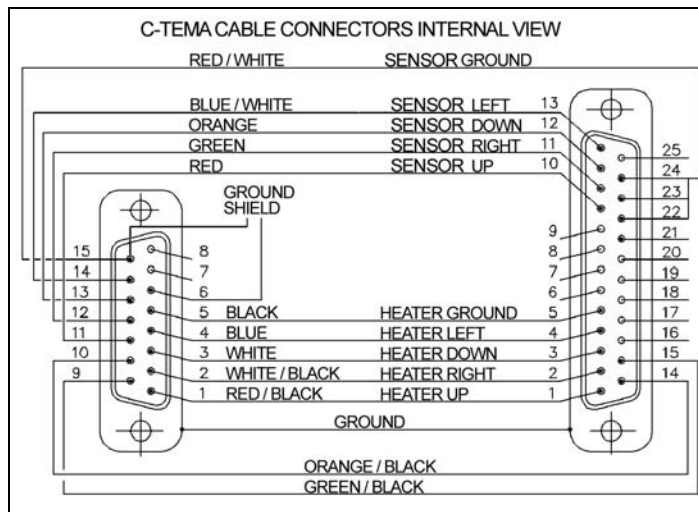 C-TEMA CABLE CONNECTORS INTERNAL VIEW
RED / WHITE SENSOR GROUND
BLUE / WHITE SENSOR LEFT 13
ORANGE SENSOR DOWN 12
GREEN SENSOR RIGHT 11
RED SENSOR UP 10
GROUND
SHIELD
15
14
13
12
11
10
9
8
7
6
5 BLACK HEATER GROUND 5
4 BLUE HEATER LEFT 4
3 WHITE HEATER DOWN 3
2 WHITE / BLACK HEATER RIGHT 2
1 RED / BLACK HEATER UP 1
9
8
7
6
25
24
23
22
21
20
19
18
17
16
15
14
GROUND
ORANGE / BLACK
GREEN / BLACK